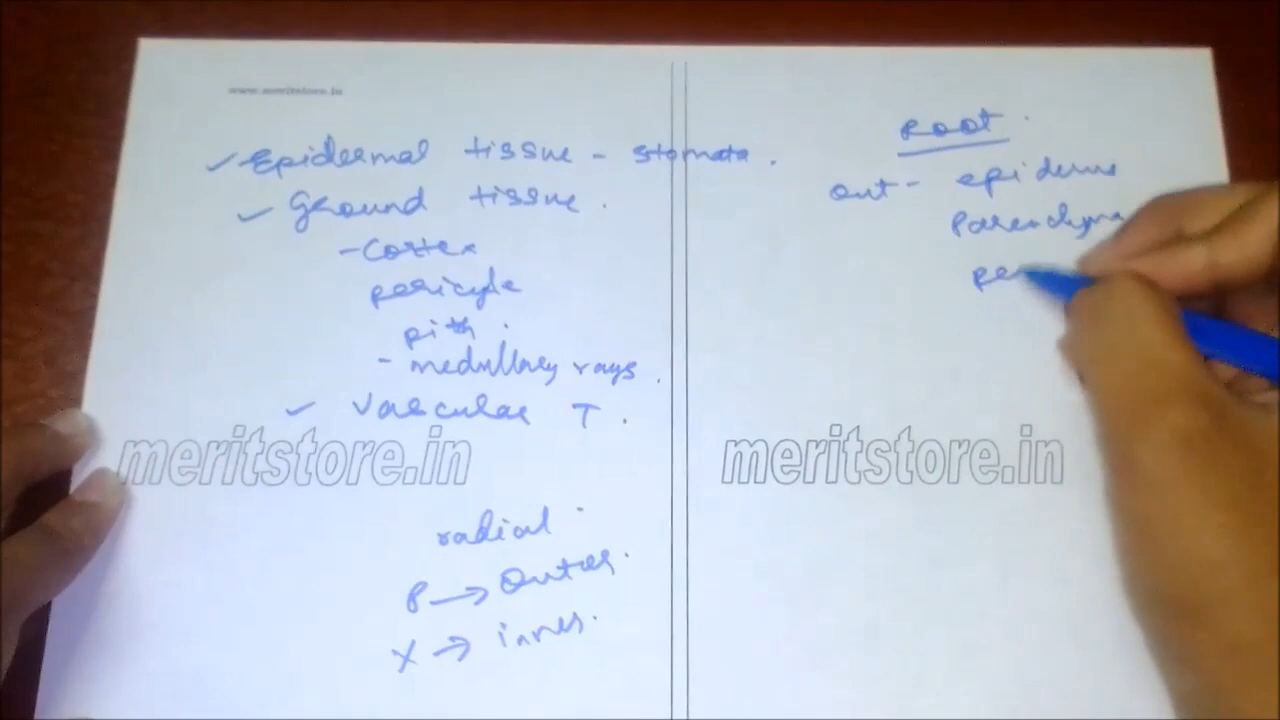 www.meritstore.in
✓ Epidermal tissue - stomata.
✓ Ground tissue.
- Cortex
pericycle
pith.
- medullary rays.
✓ Vascular T.
meritstore.in
radial
P → Outer.
X → inner.
Root.
Out - epidermis
Parenchyma
Pe
meritstore.in